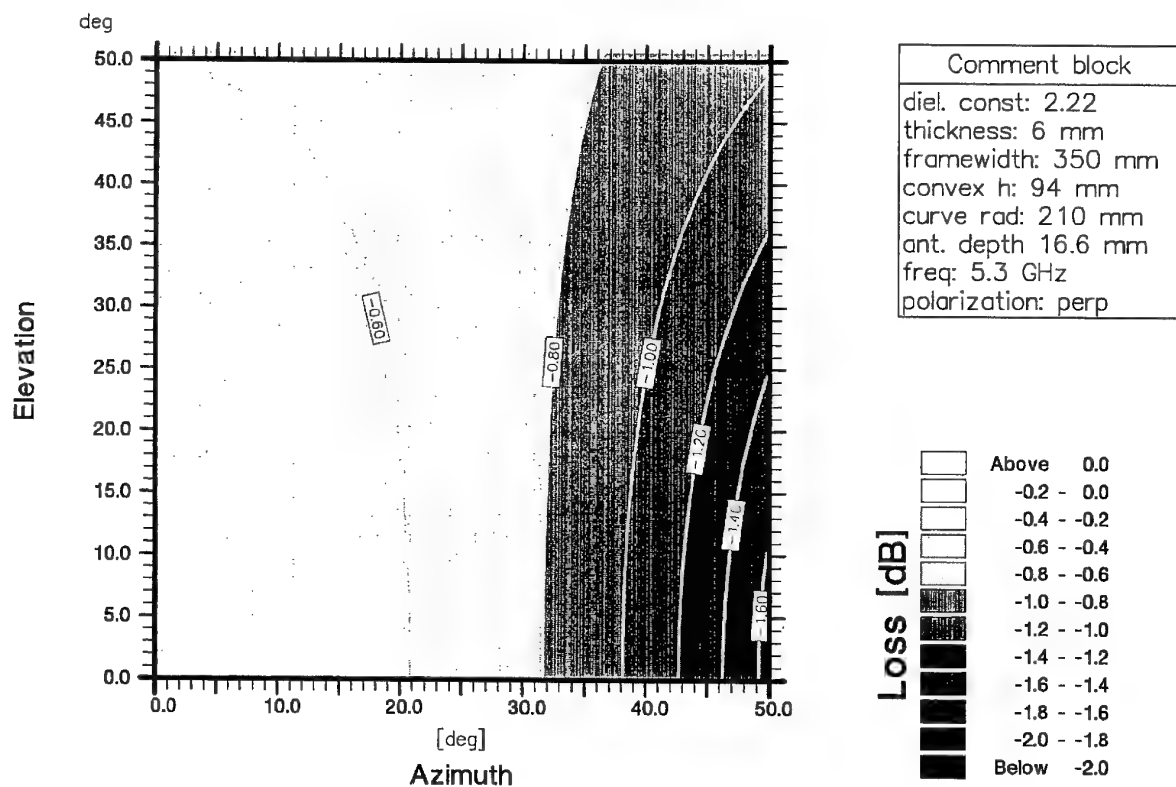 deg
50.0
45.0
40.0
35.0
30.0
25.0
20.0
15.0
10.0
5.0
0.0
Elevation
0.0 10.0 20.0 30.0 40.0 50.0
[deg]
Azimuth
-0.60
-0.80
-1.00
-1.20
-1.40
-1.60
Comment block
diel. const: 2.22
thickness: 6 mm
framewidth: 350 mm
convex h: 94 mm
curve rad: 210 mm
ant. depth 16.6 mm
freq: 5.3 GHz
polarization: perp
Loss [dB]
Above 0.0
-0.2 - 0.0
-0.4 - -0.2
-0.6 - -0.4
-0.8 - -0.6
-1.0 - -0.8
-1.2 - -1.0
-1.4 - -1.2
-1.6 - -1.4
-1.8 - -1.6
-2.0 - -1.8
Below -2.0